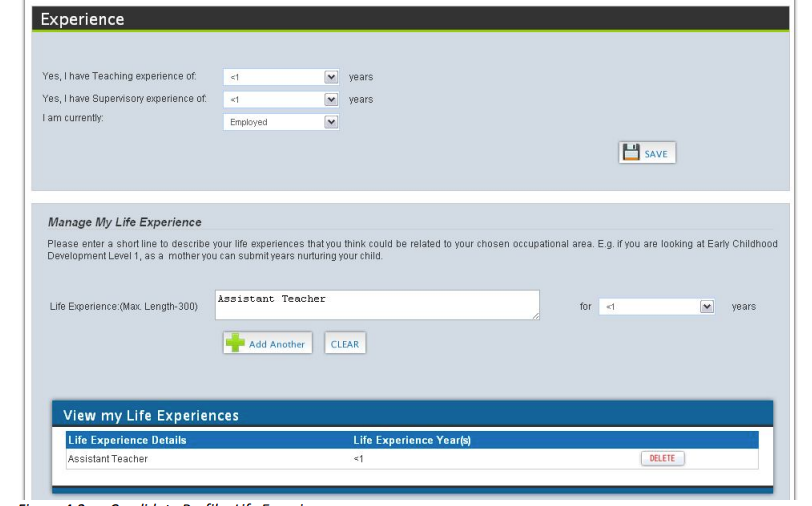 Experience
Yes, I have Teaching experience of: <1 years
Yes, I have Supervisory experience of: <1 years
I am currently: Employed
SAVE
Manage My Life Experience
Please enter a short line to describe your life experiences that you think could be related to your chosen occupational area. E.g. if you are looking at Early Childhood
Development Level 1, as a mother you can submit years nurturing your child.
Life Experience:(Max. Length-300) Assistant Teacher for <1 years
Add Another CLEAR
View my Life Experiences
Life Experience Details Life Experience Year(s)
Assistant Teacher <1 DELETE